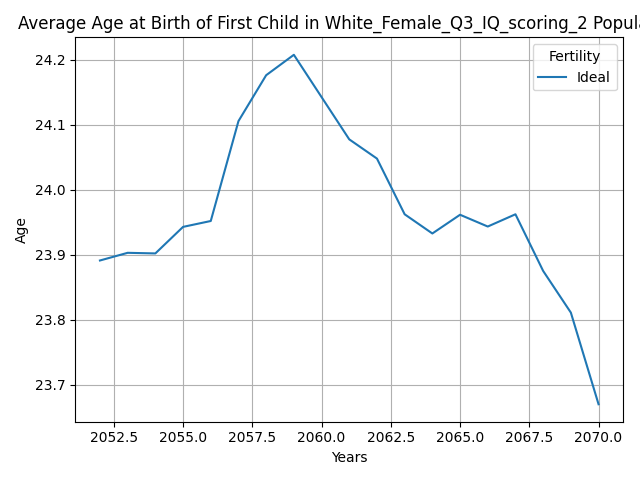 Average Age at Birth of First Child in White_Female_Q3_IQ_scoring_2 Popula
Fertility
Ideal
24.2
24.1
24.0
23.9
23.8
23.7
Age
2052.5 2055.0 2057.5 2060.0 2062.5 2065.0 2067.5 2070.0
Years